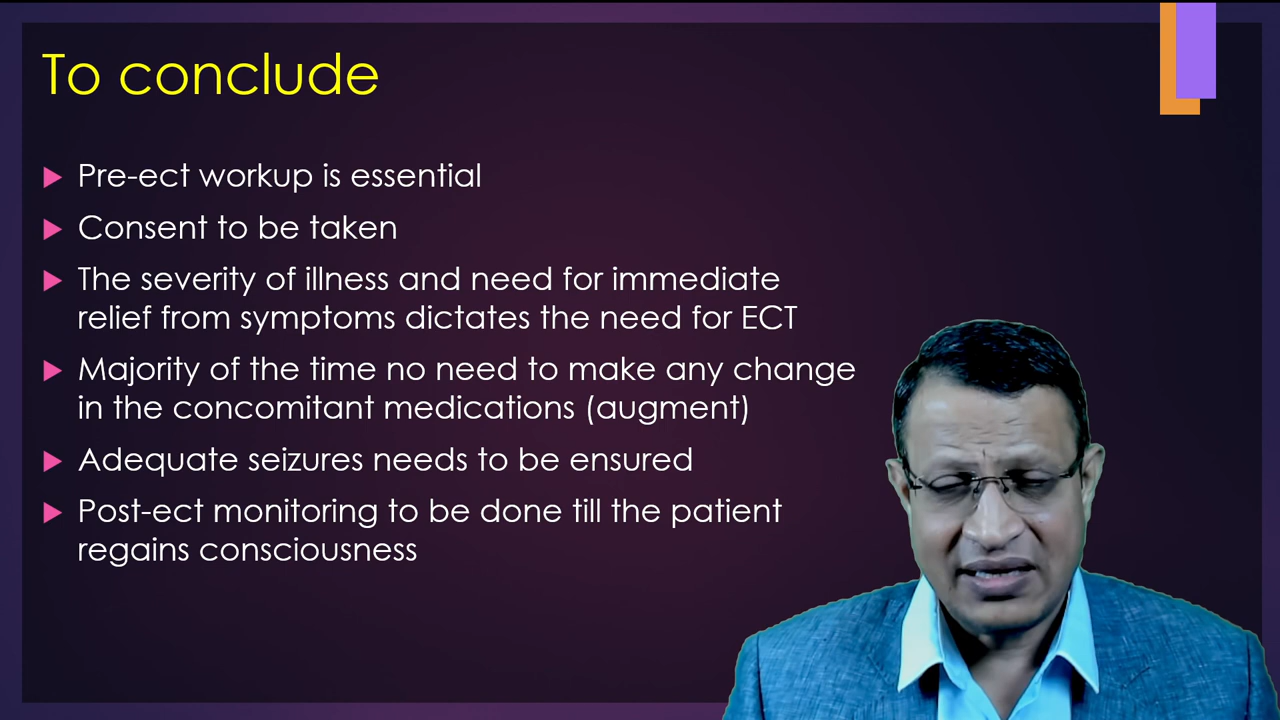 To conclude
Pre-ect workup is essential
Consent to be taken
The severity of illness and need for immediate
relief from symptoms dictates the need for ECT
Majority of the time no need to make any change
in the concomitant medications (augment)
Adequate seizures needs to be ensured
Post-ect monitoring to be done till the patient
regains consciousness